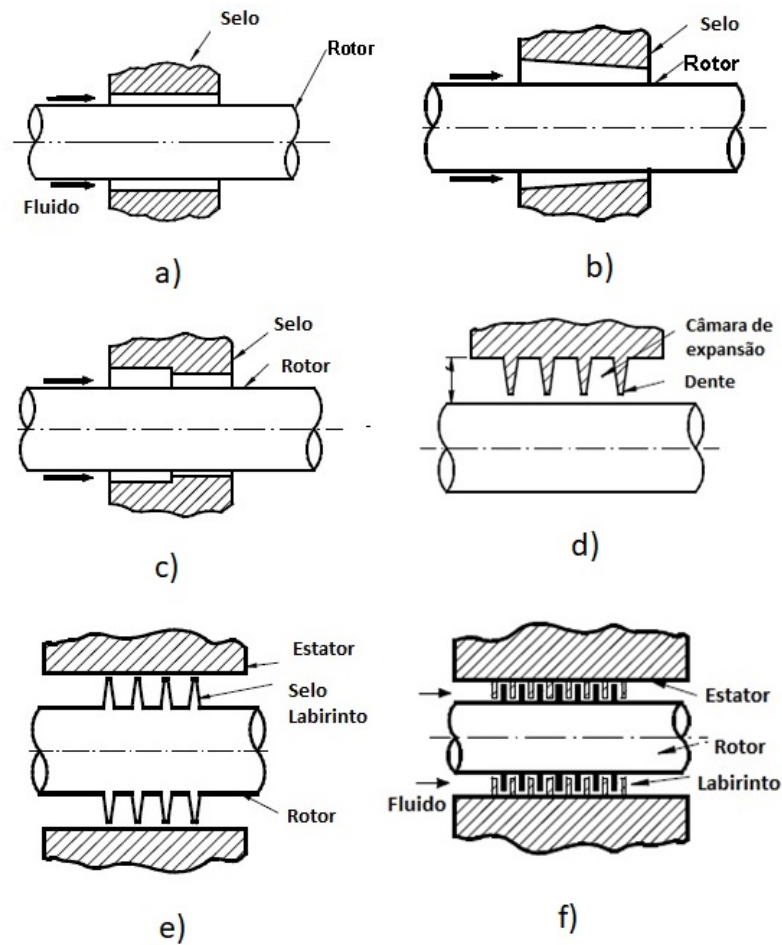 Selo
Rotor
Fluido
a)
Selo
Rotor
b)
Selo
Rotor
c)
Câmara de
expansão
Dente
d)
Estator
Selo
Labirinto
Rotor
e)
Estator
Rotor
Labirinto
Fluido
f)